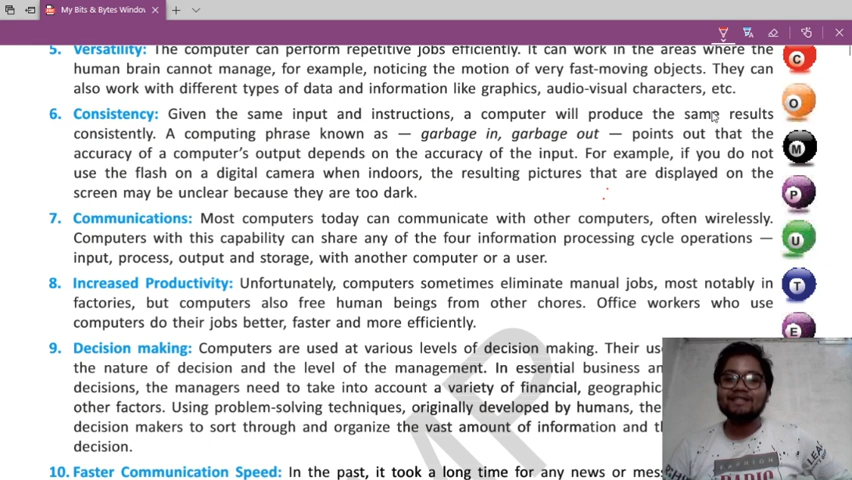 My Bits & Bytes Window
5. Versatility: The computer can perform repetitive jobs efficiently. It can work in the areas where the
human brain cannot manage, for example, noticing the motion of very fast-moving objects. They can
also work with different types of data and information like graphics, audio-visual characters, etc.
6. Consistency: Given the same input and instructions, a computer will produce the same results
consistently. A computing phrase known as — garbage in, garbage out — points out that the
accuracy of a computer's output depends on the accuracy of the input. For example, if you do not
use the flash on a digital camera when indoors, the resulting pictures that are displayed on the
screen may be unclear because they are too dark.
7. Communications: Most computers today can communicate with other computers, often wirelessly.
Computers with this capability can share any of the four information processing cycle operations —
input, process, output and storage, with another computer or a user.
8. Increased Productivity: Unfortunately, computers sometimes eliminate manual jobs, most notably in
factories, but computers also free human beings from other chores. Office workers who use
computers do their jobs better, faster and more efficiently.
9. Decision making: Computers are used at various levels of decision making. Their us
the nature of decision and the level of the management. In essential business an
decisions, the managers need to take into account a variety of financial, geographic
other factors. Using problem-solving techniques, originally developed by humans, the
decision makers to sort through and organize the vast amount of information and t
decision.
10. Faster Communication Speed: In the past, it took a long time for any news or mes
C
O
M
P
U
T
E
MP
FASHION